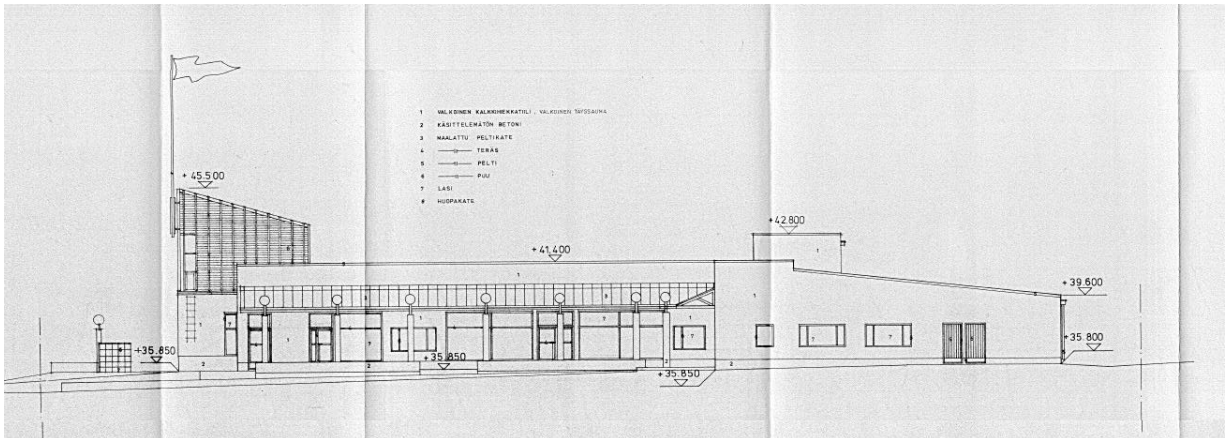 1 VALKOINEN KALKKIHIEKKATIILI, VALKOINEN TÄYSSAUMA
2 KÄSITTELEMÄTÖN BETONI
3 MAALATTU PELTIKATE
4 —"— TERÄS
5 —"— PELTI
6 —"— PUU
7 LASI
8 HUOPAKATE
+ 45.500
+ 42.800
+ 41.400
+ 39.600
+35.850
+35.850
+35.850
+ 35.800